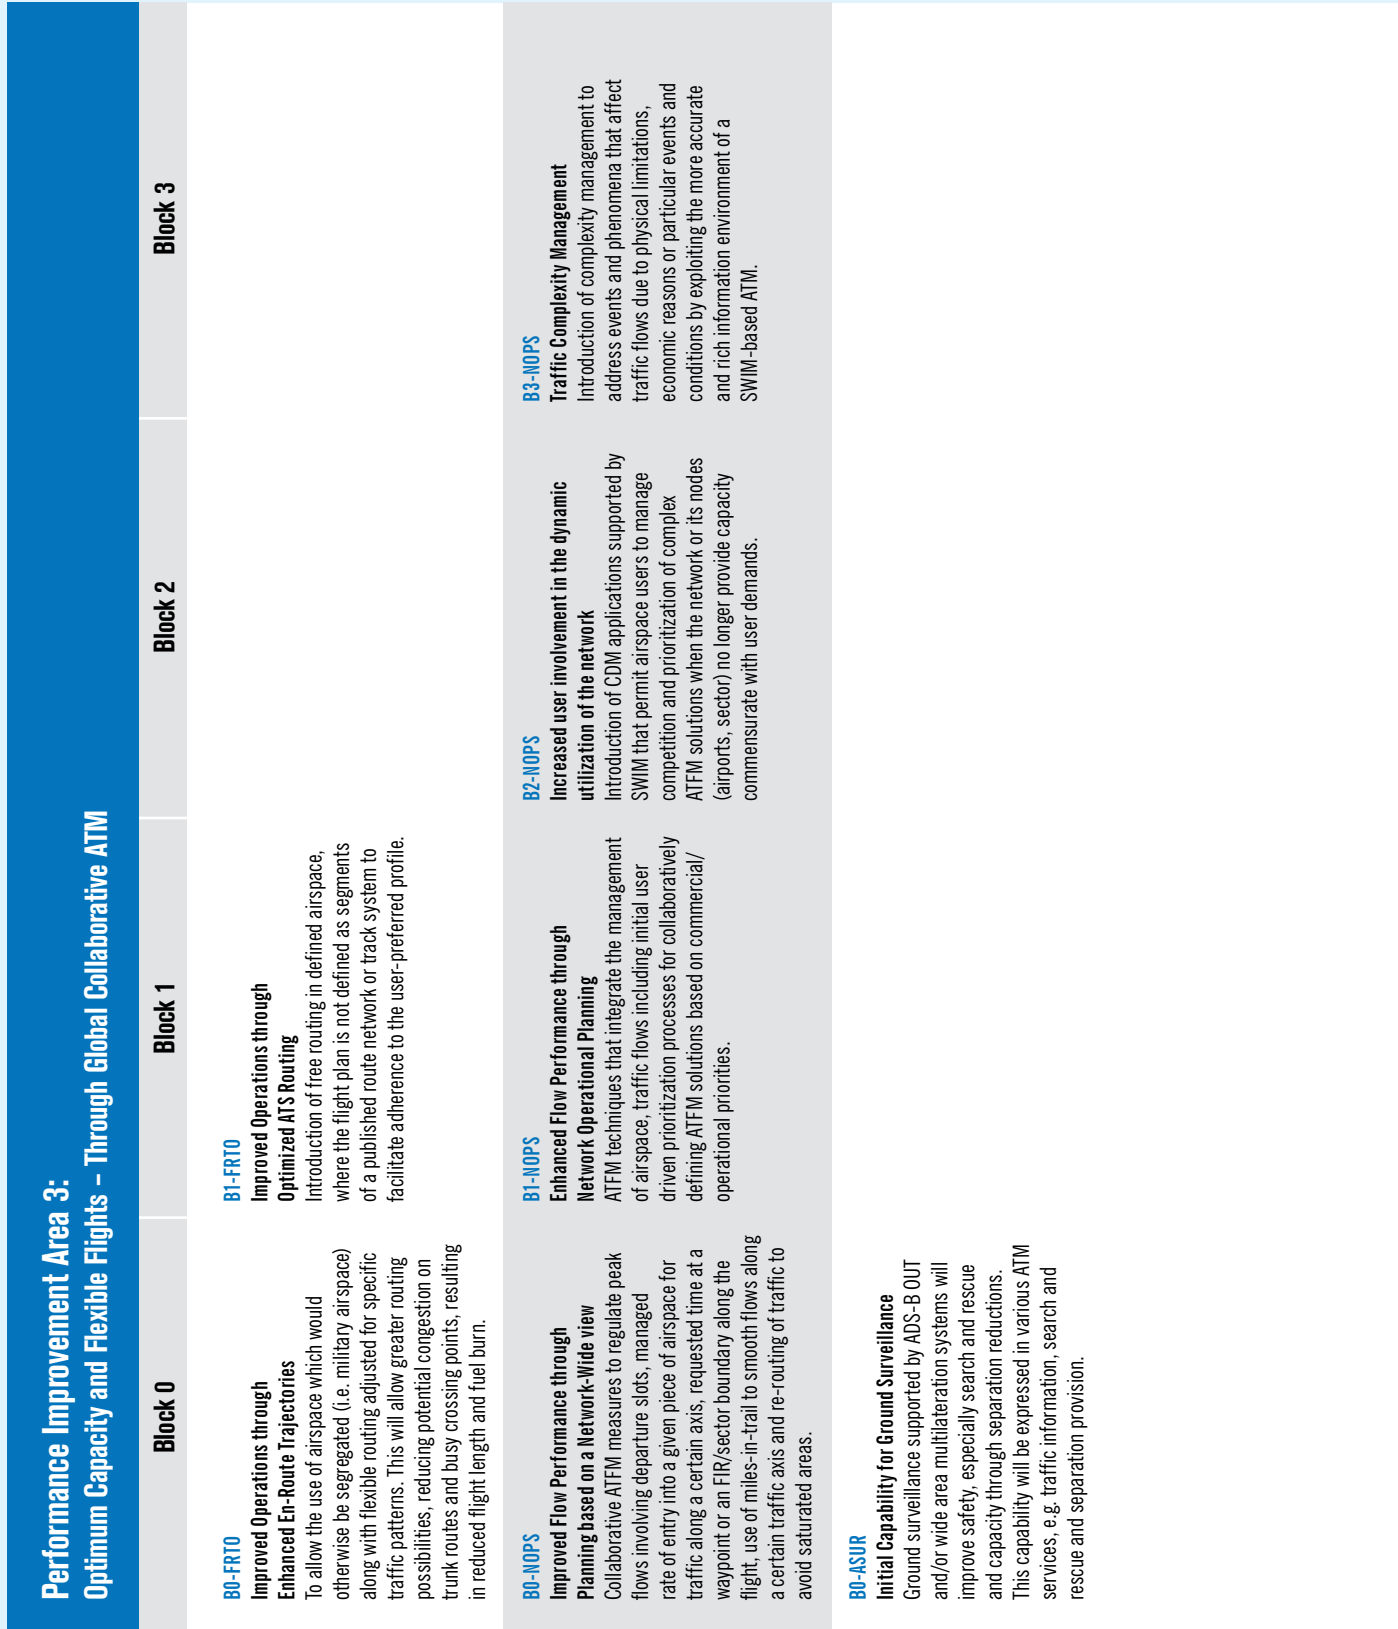 Performance Improvement Area 3:
Optimum Capacity and Flexible Flights – Through Global Collaborative ATM
Block 0
Block 1
Block 2
Block 3
B0-FRTO
Improved Operations through
Enhanced En-Route Trajectories
To allow the use of airspace which would
otherwise be segregated (i.e. military airspace)
along with flexible routing adjusted for specific
traffic patterns. This will allow greater routing
possibilities, reducing potential congestion on
trunk routes and busy crossing points, resulting
in reduced flight length and fuel burn.
B1-FRTO
Improved Operations through
Optimized ATS Routing
Introduction of free routing in defined airspace,
where the flight plan is not defined as segments
of a published route network or track system to
facilitate adherence to the user-preferred profile.
B0-NOPS
Improved Flow Performance through
Planning based on a Network-Wide view
Collaborative ATFM measures to regulate peak
flows involving departure slots, managed
rate of entry into a given piece of airspace for
traffic along a certain axis, requested time at a
waypoint or an FIR/sector boundary along the
flight, use of miles-in-trail to smooth flows along
a certain traffic axis and re-routing of traffic to
avoid saturated areas.
B1-NOPS
Enhanced Flow Performance through
Network Operational Planning
ATFM techniques that integrate the management
of airspace, traffic flows including initial user
driven prioritization processes for collaboratively
defining ATFM solutions based on commercial/
operational priorities.
B2-NOPS
Increased user involvement in the dynamic
utilization of the network
Introduction of CDM applications supported by
SWIM that permit airspace users to manage
competition and prioritization of complex
ATFM solutions when the network or its nodes
(airports, sector) no longer provide capacity
commensurate with user demands.
B3-NOPS
Traffic Complexity Management
Introduction of complexity management to
address events and phenomena that affect
traffic flows due to physical limitations,
economic reasons or particular events and
conditions by exploiting the more accurate
and rich information environment of a
SWIM-based ATM.
B0-ASUR
Initial Capability for Ground Surveillance
Ground surveillance supported by ADS-B OUT
and/or wide area multilateration systems will
improve safety, especially search and rescue
and capacity through separation reductions.
This capability will be expressed in various ATM
services, e.g. traffic information, search and
rescue and separation provision.